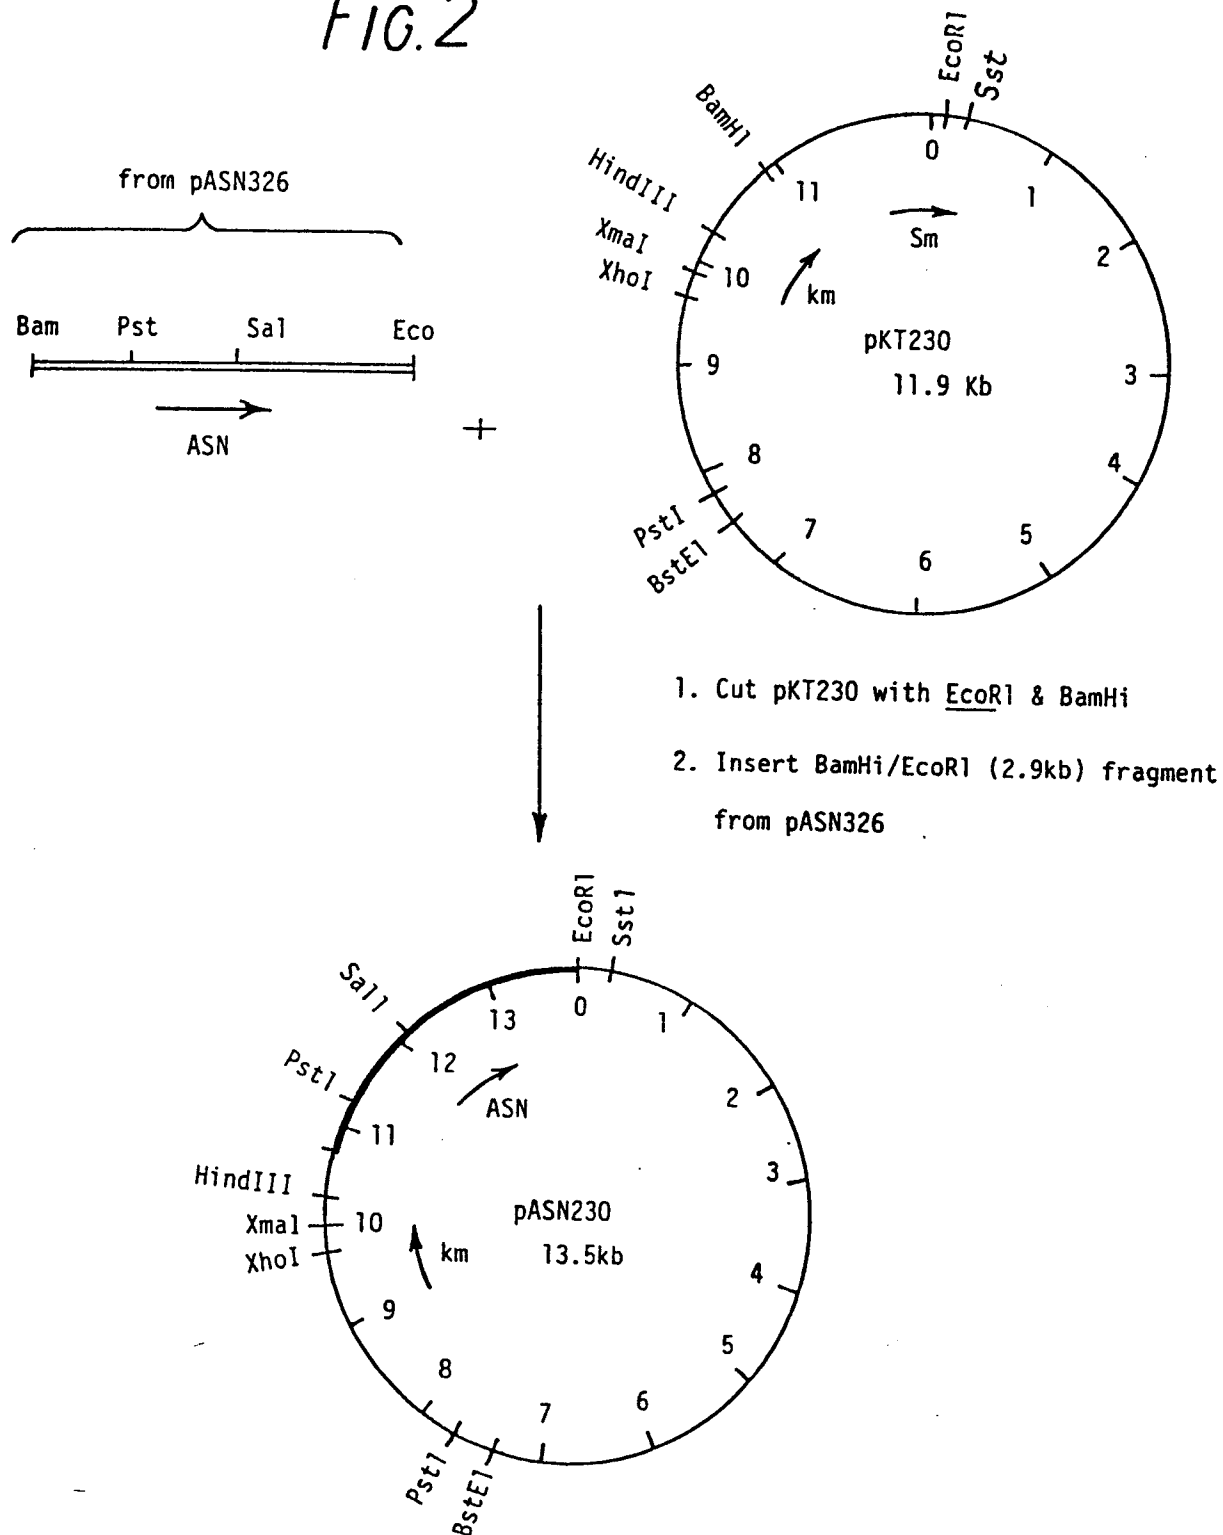 FIG.2
from pASN326
Bam Pst Sal Eco
ASN
+
EcoR1
Sst
BamH1
HindIII
XmaI
XhoI
PstI
BstE1
0
1
2
3
4
5
6
7
8
9
10
11
Sm
km
pKT230
11.9 Kb
1. Cut pKT230 with EcoR1 & BamHi
2. Insert BamHi/EcoR1 (2.9kb) fragment
from pASN326
EcoR1
Sst1
Sal1
Pst1
HindIII
Xma1
XhoI
Pst1
BstE1
0
1
2
3
4
5
6
7
8
9
10
11
12
13
ASN
km
pASN230
13.5kb